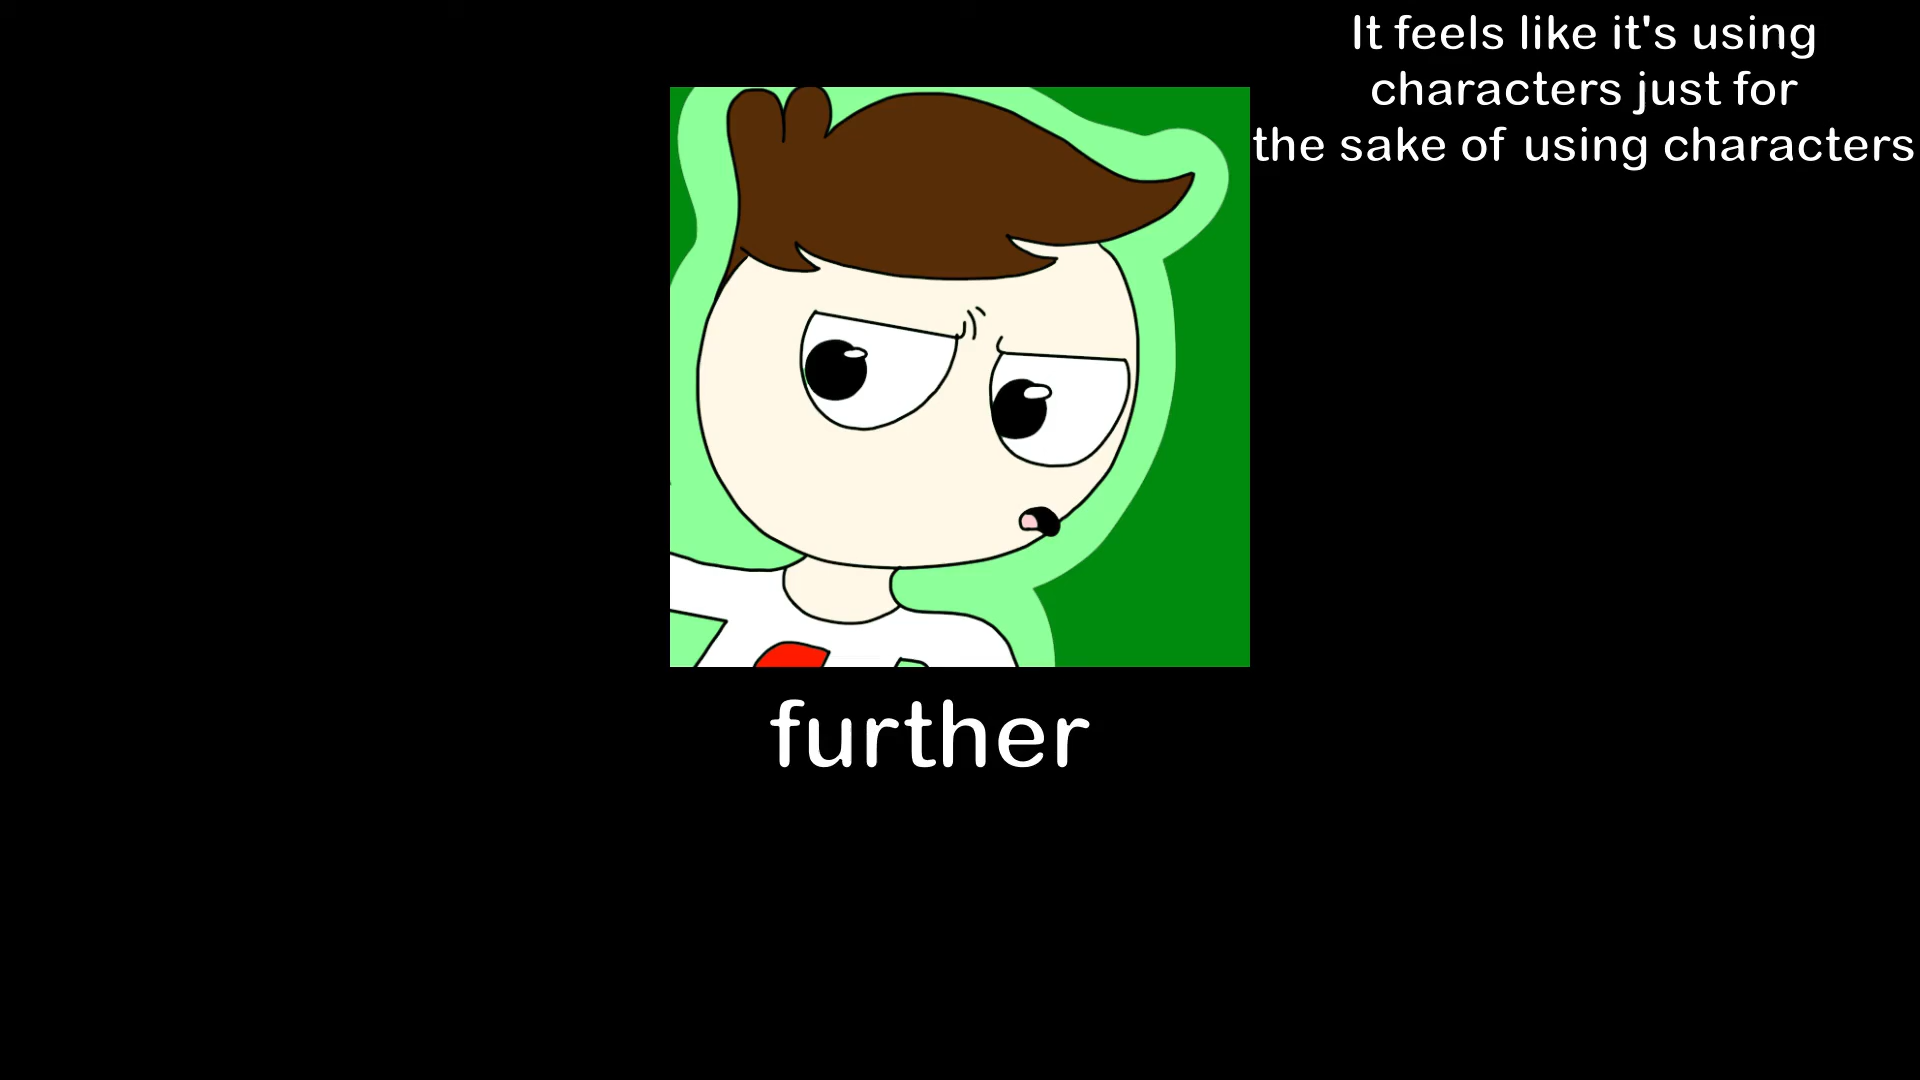 It feels like it's using
characters just for
the sake of using characters
further